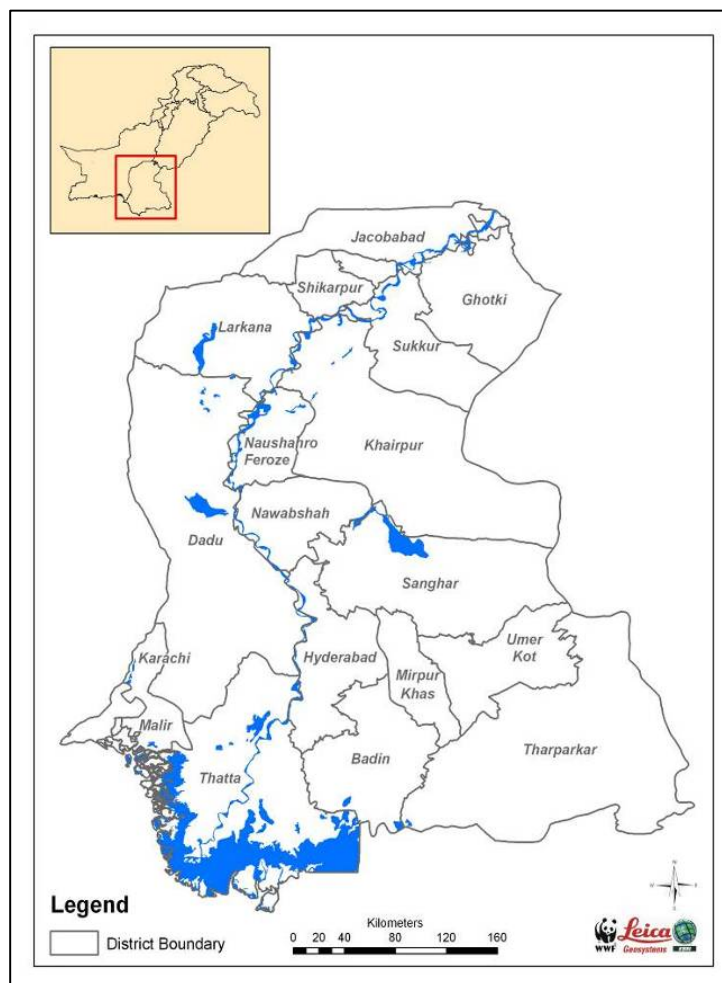 Jacobabad
Shikarpur
Ghotki
Larkana
Sukkur
Naushahro
Feroze
Khairpur
Nawabshah
Dadu
Sanghar
Umer
Kot
Karachi
Hyderabad
Mirpur
Khas
Malir
Badin
Tharparkar
Thatta
Legend
District Boundary
Kilometers
0 10 20 40 80 120 160
N
W E
S
WWF
Leica
Geosystems